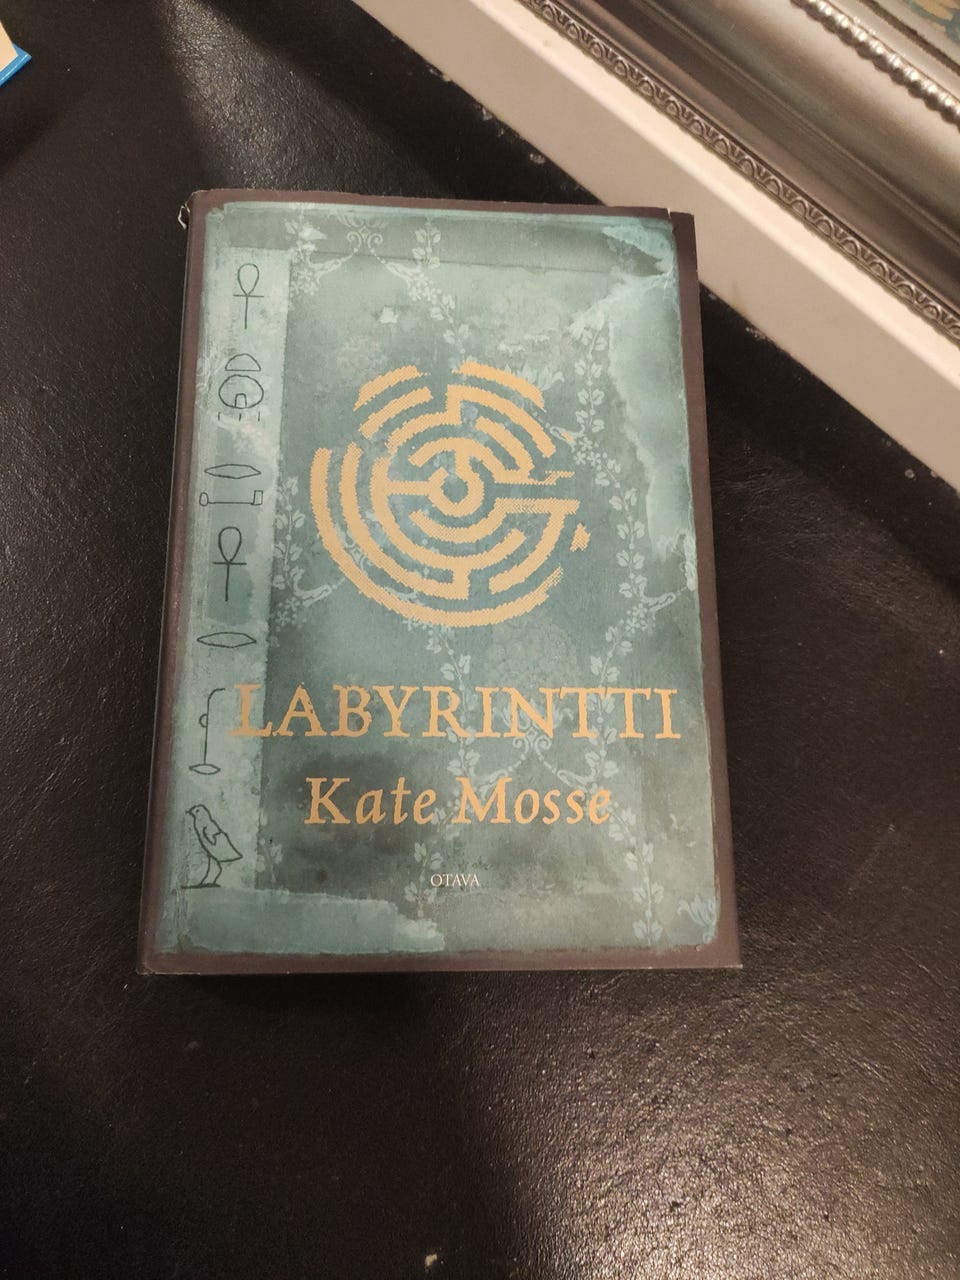 LABYRINTTI
Kate Mosse
OTAVA